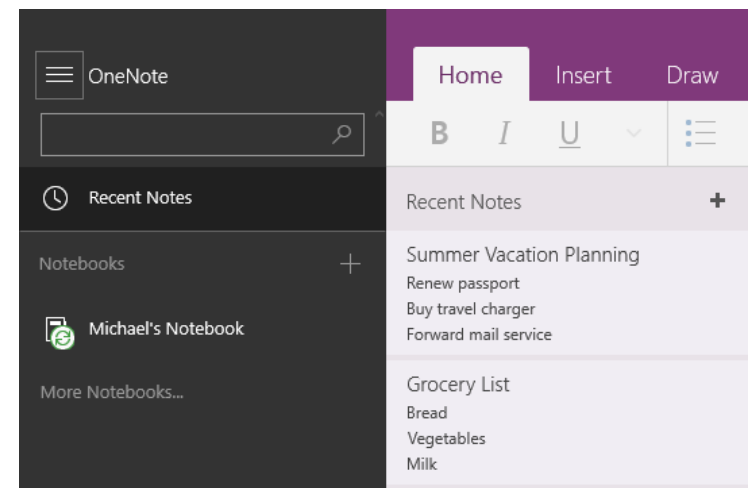 OneNote
Recent Notes
Notebooks
Michael's Notebook
More Notebooks...
Home Insert Draw
B I U
Recent Notes
Summer Vacation Planning
Renew passport
Buy travel charger
Forward mail service
Grocery List
Bread
Vegetables
Milk